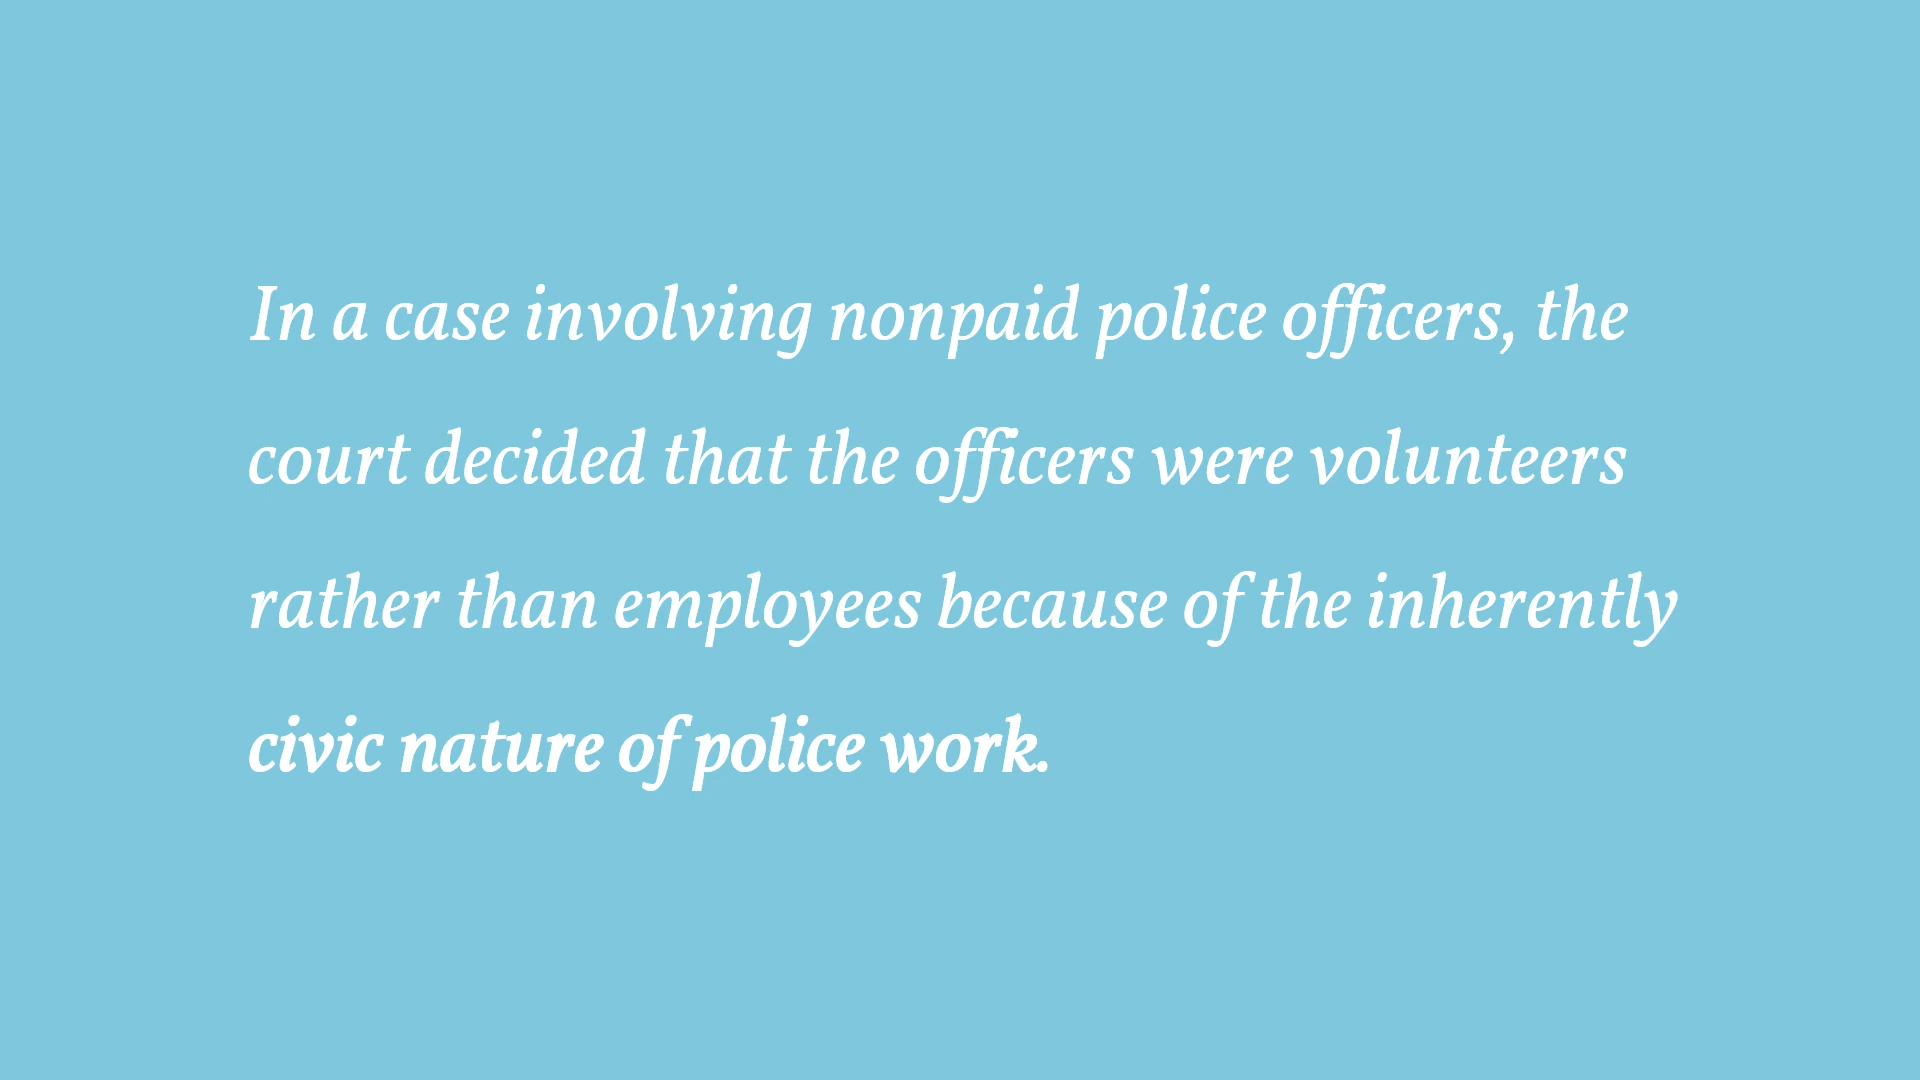 In a case involving nonpaid police officers, the
court decided that the officers were volunteers
rather than employees because of the inherently
civic nature of police work.